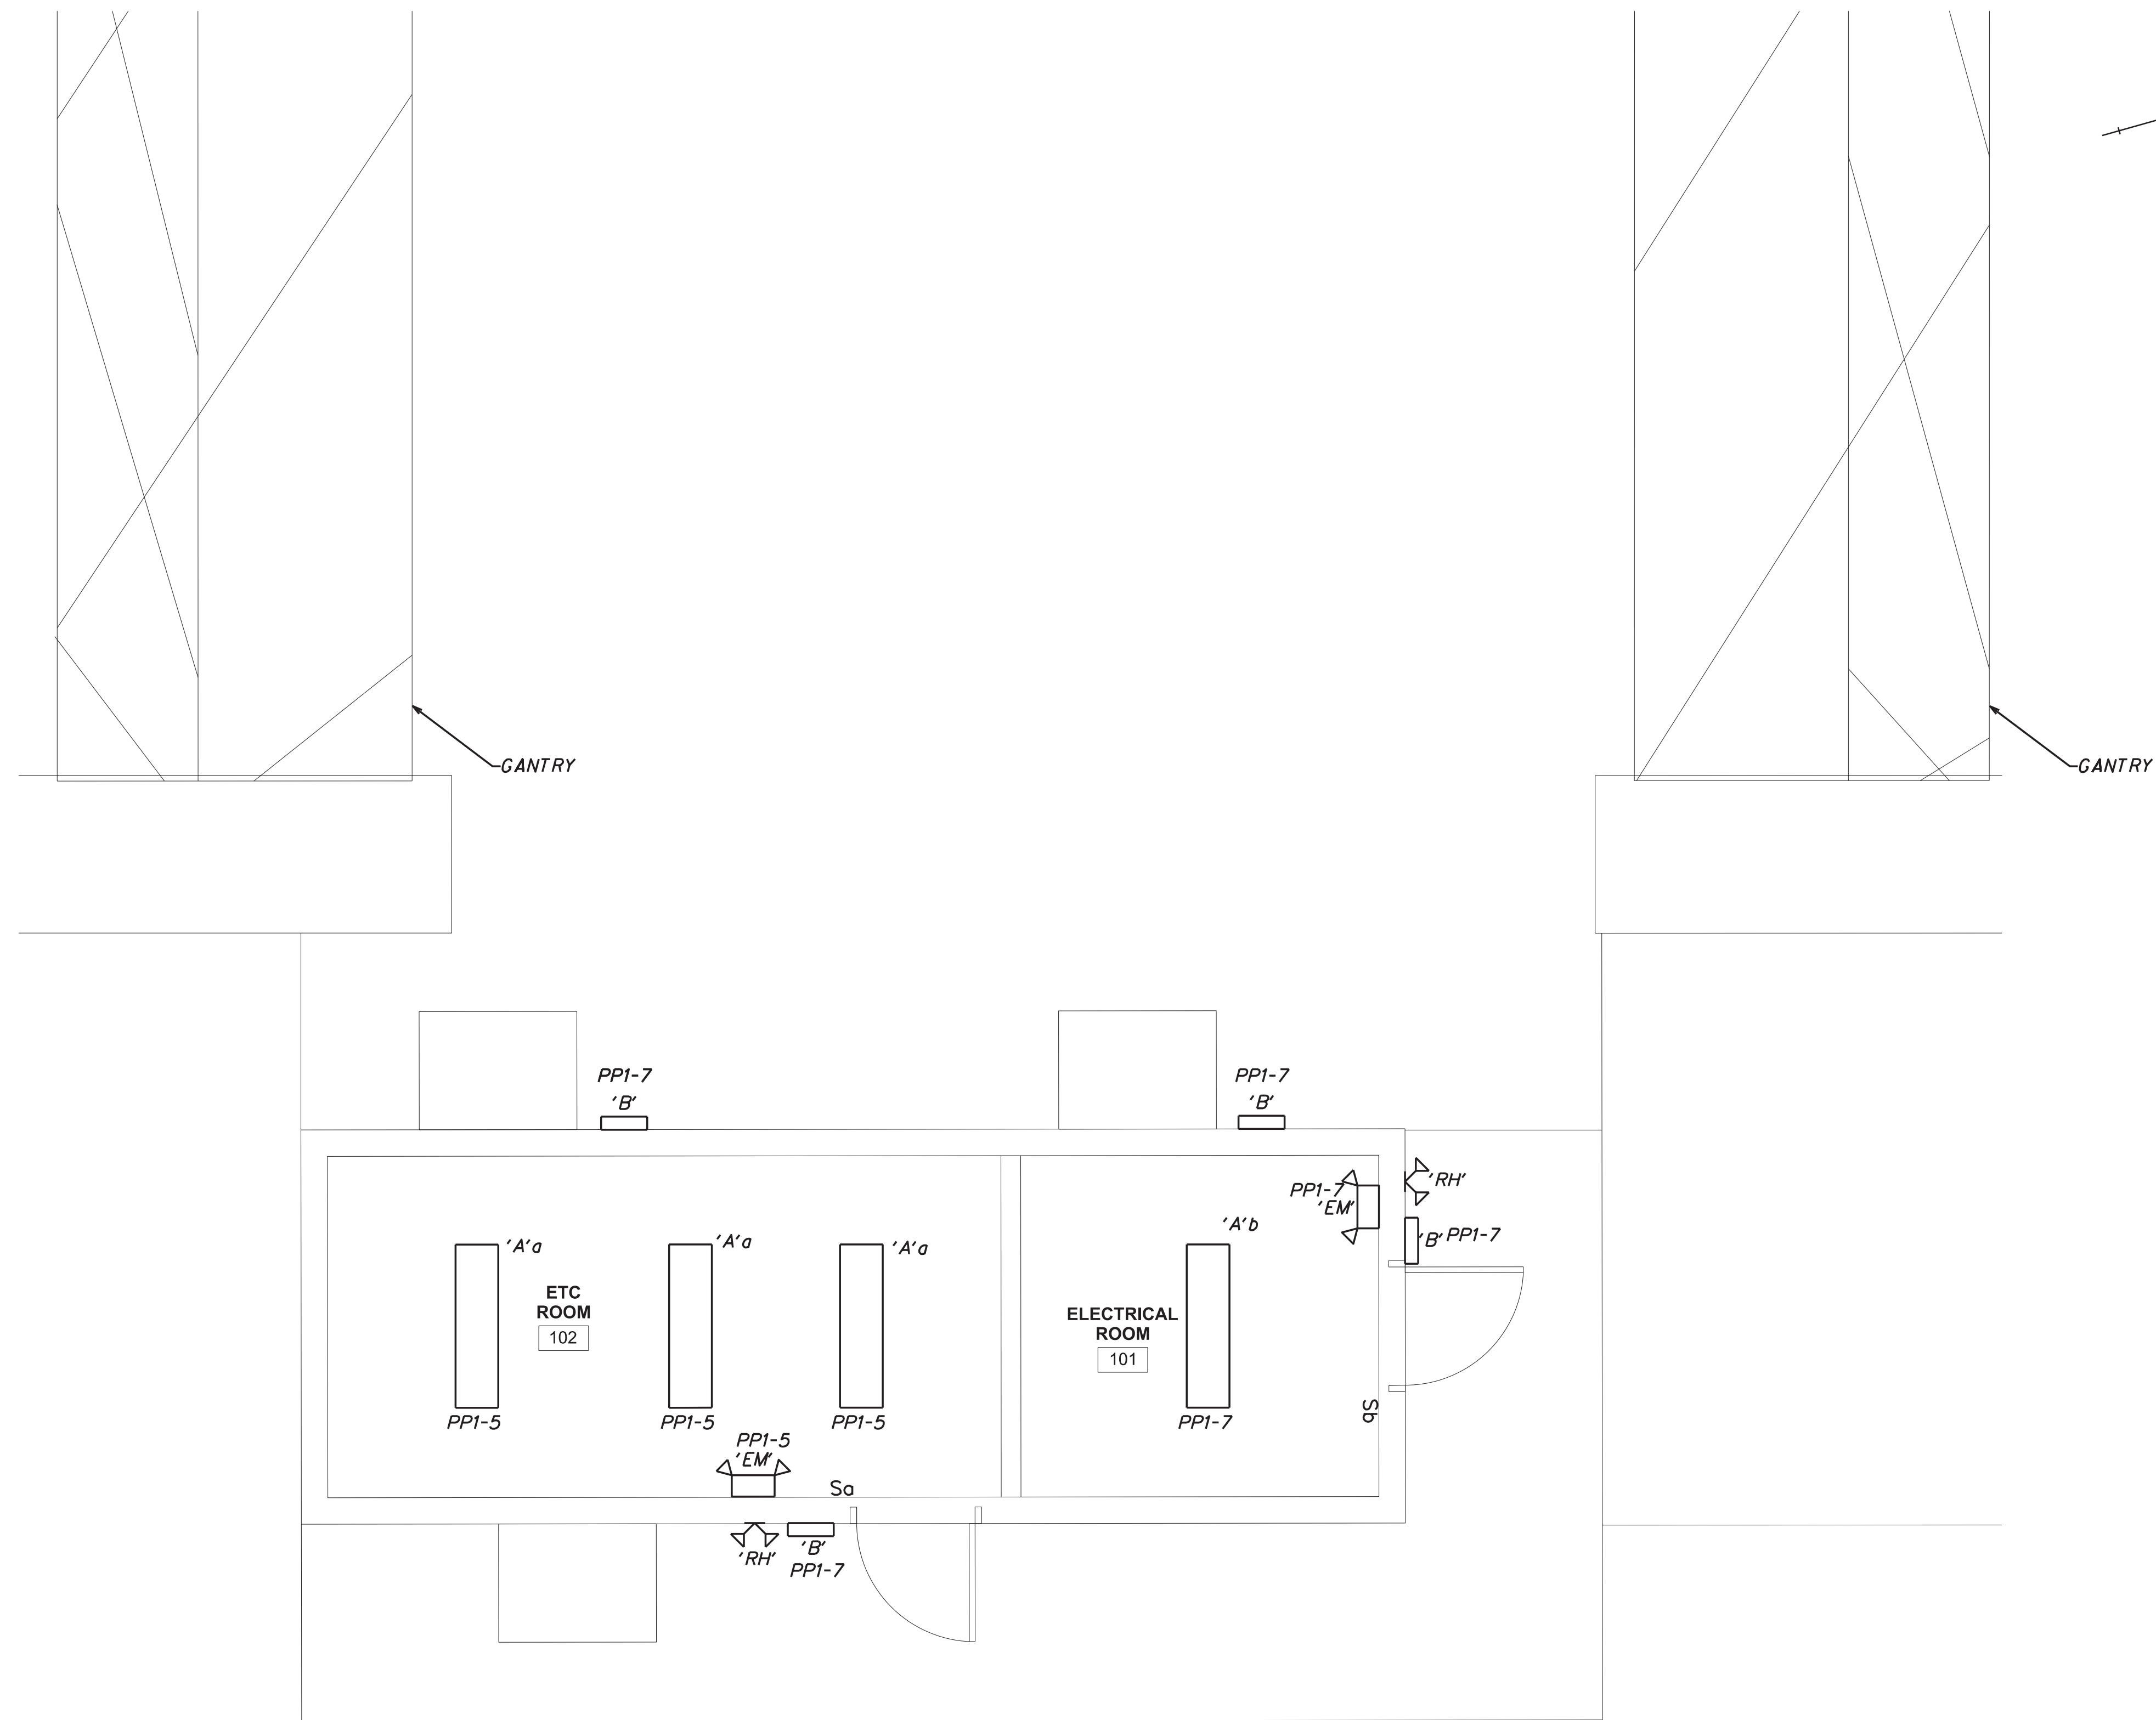 GANTRY
GANTRY
PP1-7
'B'
PP1-7
'B'
PP1-7
'EM'
'RH'
'B' PP1-7
'A'a
'A'a
'A'a
'A'b
ETC
ROOM
102
ELECTRICAL
ROOM
101
Sb
PP1-5
PP1-5
PP1-5
PP1-7
PP1-5
'EM'
Sa
'RH'
'B'
PP1-7